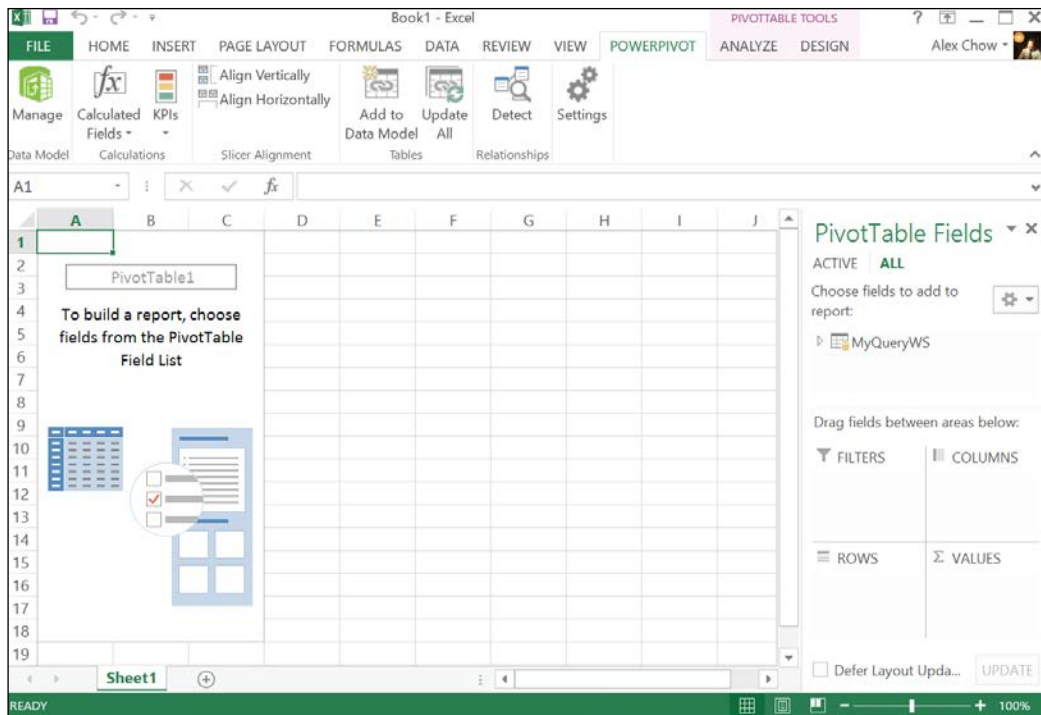 Book1 - Excel
PIVOTTABLE TOOLS
?
FILE HOME INSERT PAGE LAYOUT FORMULAS DATA REVIEW VIEW POWERPIVOT ANALYZE DESIGN Alex Chow
Manage
Calculated Fields
KPIs
Align Vertically
Align Horizontally
Add to Data Model
Update All
Detect
Settings
Data Model Calculations Slicer Alignment Tables Relationships
A1 fx
A B C D E F G H I J
1
2
3
4
5
6
7
8
9
10
11
12
13
14
15
16
17
18
19
PivotTable1
To build a report, choose
fields from the PivotTable
Field List
PivotTable Fields
ACTIVE ALL
Choose fields to add to
report:
MyQueryWS
Drag fields between areas below:
FILTERS COLUMNS
ROWS Σ VALUES
Defer Layout Upda... UPDATE
Sheet1
READY 100%